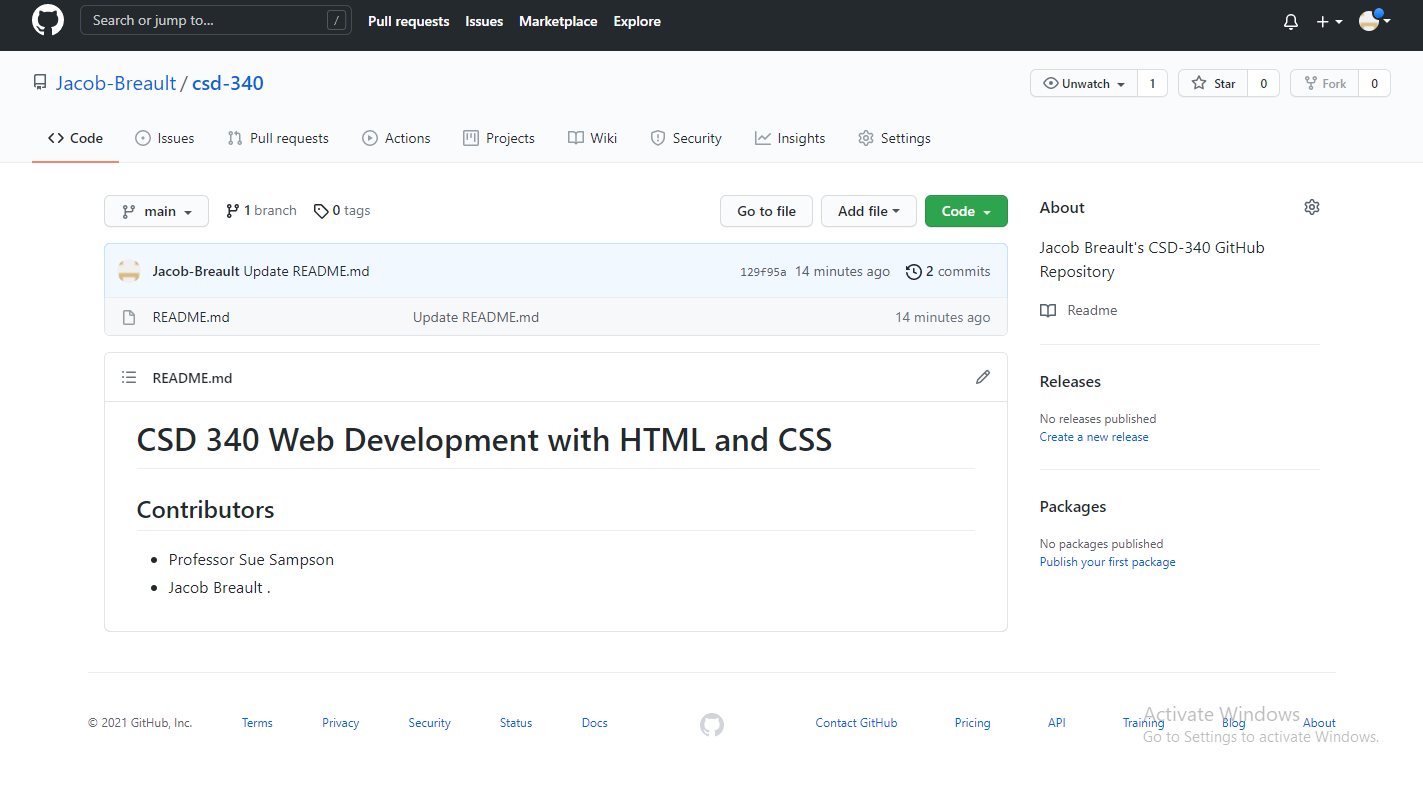 Search or jump to... /
Pull requests Issues Marketplace Explore
Jacob-Breault / csd-340
Unwatch 1 Star 0 Fork 0
Code Issues Pull requests Actions Projects Wiki Security Insights Settings
main 1 branch 0 tags Go to file Add file Code
Jacob-Breault Update README.md 129f95a 14 minutes ago 2 commits
README.md Update README.md 14 minutes ago
README.md
CSD 340 Web Development with HTML and CSS
Contributors
Professor Sue Sampson
Jacob Breault .
About
Jacob Breault's CSD-340 GitHub
Repository
Readme
Releases
No releases published
Create a new release
Packages
No packages published
Publish your first package
© 2021 GitHub, Inc. Terms Privacy Security Status Docs Contact GitHub Pricing API Training Blog About
Activate Windows
Go to Settings to activate Windows.